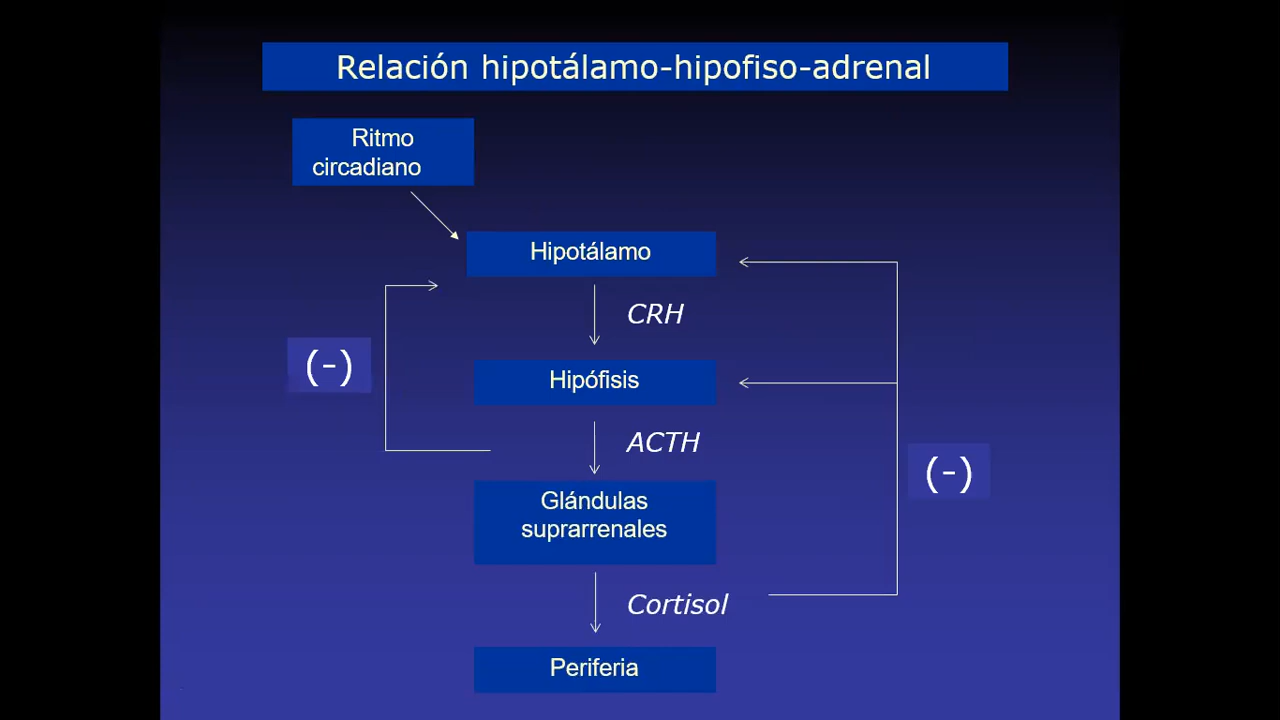 Relación hipotálamo-hipofiso-adrenal
Ritmo
circadiano
Hipotálamo
CRH
(-)
Hipófisis
ACTH
(-)
Glándulas
suprarrenales
Cortisol
Periferia